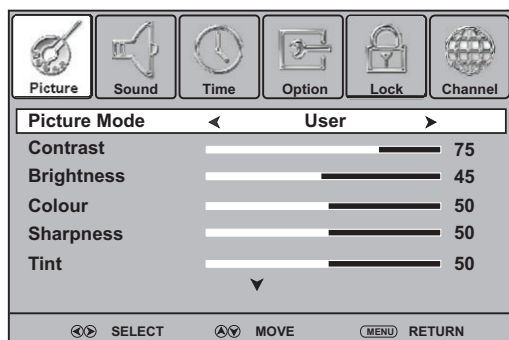 Picture Sound Time Option Lock Channel
Picture Mode User
Contrast 75
Brightness 45
Colour 50
Sharpness 50
Tint 50
SELECT MOVE MENU RETURN